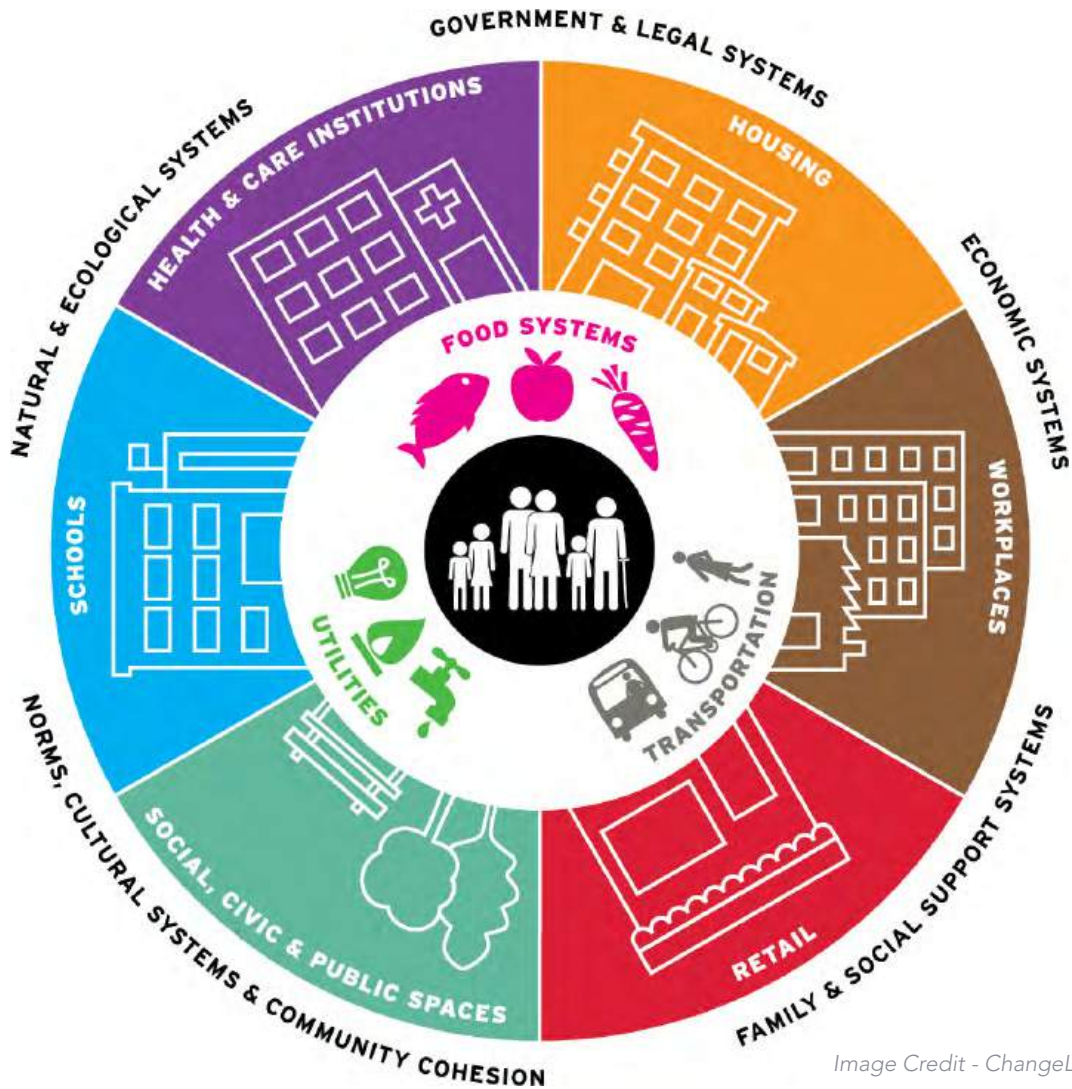 GOVERNMENT & LEGAL SYSTEMS
NATURAL & ECOLOGICAL SYSTEMS
HEALTH & CARE INSTITUTIONS
HOUSING
ECONOMIC SYSTEMS
FOOD SYSTEMS
SCHOOLS
WORKPLACES
UTILITIES
TRANSPORTATION
NORMS, CULTURAL SYSTEMS & COMMUNITY COHESION
SOCIAL, CIVIC & PUBLIC SPACES
RETAIL
FAMILY & SOCIAL SUPPORT SYSTEMS
Image Credit - ChangeL